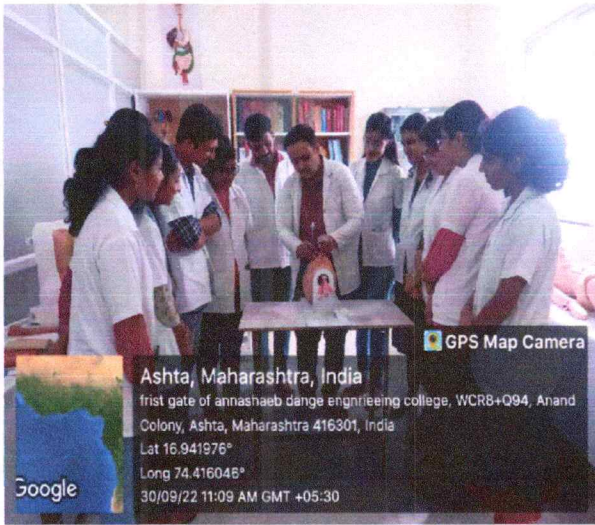 GPS Map Camera
Ashta, Maharashtra, India
frist gate of annashaeb dange engnrieeing college, WCR8+Q94, Anand
Colony, Ashta, Maharashtra 416301, India
Lat 16.941976°
Long 74.416046°
30/09/22 11:09 AM GMT +05:30
Google